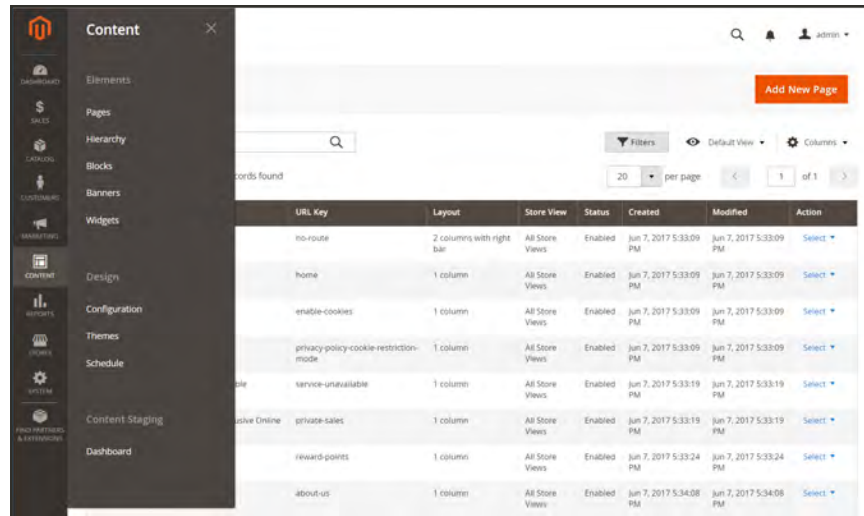 Content
admin
DASHBOARD
Elements
Add New Page
SALES
Pages
CATALOG
Hierarchy
Filters
Default View
Columns
Blocks
cords found
20
per page
1
of 1
CUSTOMERS
Banners
MARKETING
Widgets
URL Key
Layout
Store View
Status
Created
Modified
Action
no-route
2 columns with right bar
All Store Views
Enabled
Jun 7, 2017 5:33:09 PM
Jun 7, 2017 5:33:09 PM
Select
CONTENT
Design
home
1 column
All Store Views
Enabled
Jun 7, 2017 5:33:09 PM
Jun 7, 2017 5:33:09 PM
Select
REPORTS
Configuration
enable-cookies
1 column
All Store Views
Enabled
Jun 7, 2017 5:33:09 PM
Jun 7, 2017 5:33:09 PM
Select
STORES
Themes
privacy-policy-cookie-restriction-mode
1 column
All Store Views
Enabled
Jun 7, 2017 5:33:09 PM
Jun 7, 2017 5:33:09 PM
Select
Schedule
SYSTEM
ble
service-unavailable
1 column
All Store Views
Enabled
Jun 7, 2017 5:33:19 PM
Jun 7, 2017 5:33:19 PM
Select
FIND PARTNERS
& EXTENSIONS
Content Staging
usive Online
private-sales
1 column
All Store Views
Enabled
Jun 7, 2017 5:33:19 PM
Jun 7, 2017 5:33:19 PM
Select
Dashboard
reward-points
1 column
All Store Views
Enabled
Jun 7, 2017 5:33:24 PM
Jun 7, 2017 5:33:24 PM
Select
about-us
1 column
All Store Views
Enabled
Jun 7, 2017 5:34:08 PM
Jun 7, 2017 5:34:08 PM
Select